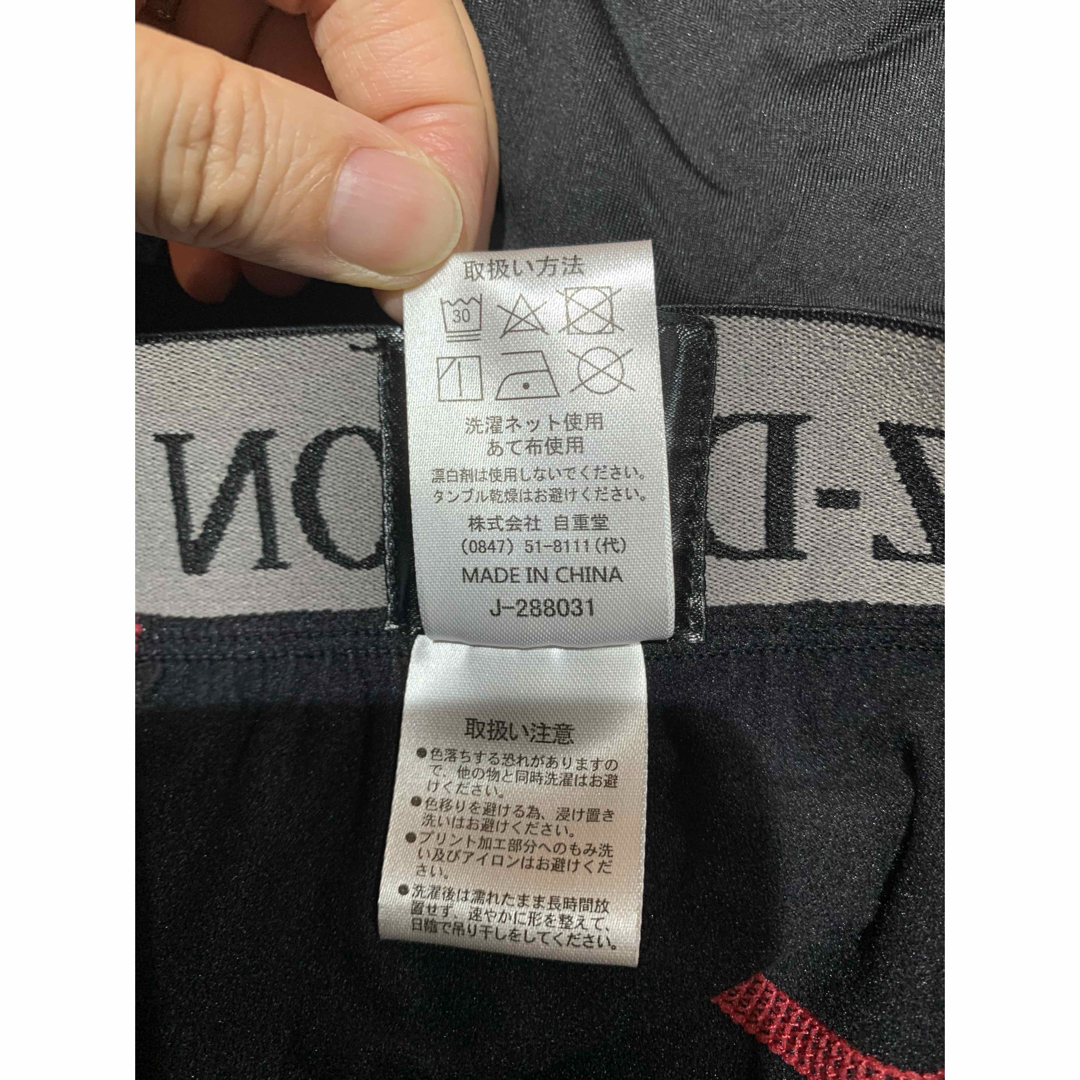 取扱い方法
30
洗濯ネット使用
あて布使用
漂白剤は使用しないでください。
タンブル乾燥はお避けください。
株式会社 自重堂
(0847) 51-8111(代)
MADE IN CHINA
J-288031
取扱い注意
●色落ちする恐れがありますの
で、他の物と同時洗濯はお避
けください。
●色移りを避ける為、浸け置き
洗いはお避けください。
●プリント加工部分へのもみ洗
い及びアイロンはお避けくだ
さい。
●洗濯後は濡れたまま長時間放
置せず、速やかに形を整えて、
日陰で吊り干しをしてください。
Z-D
ON